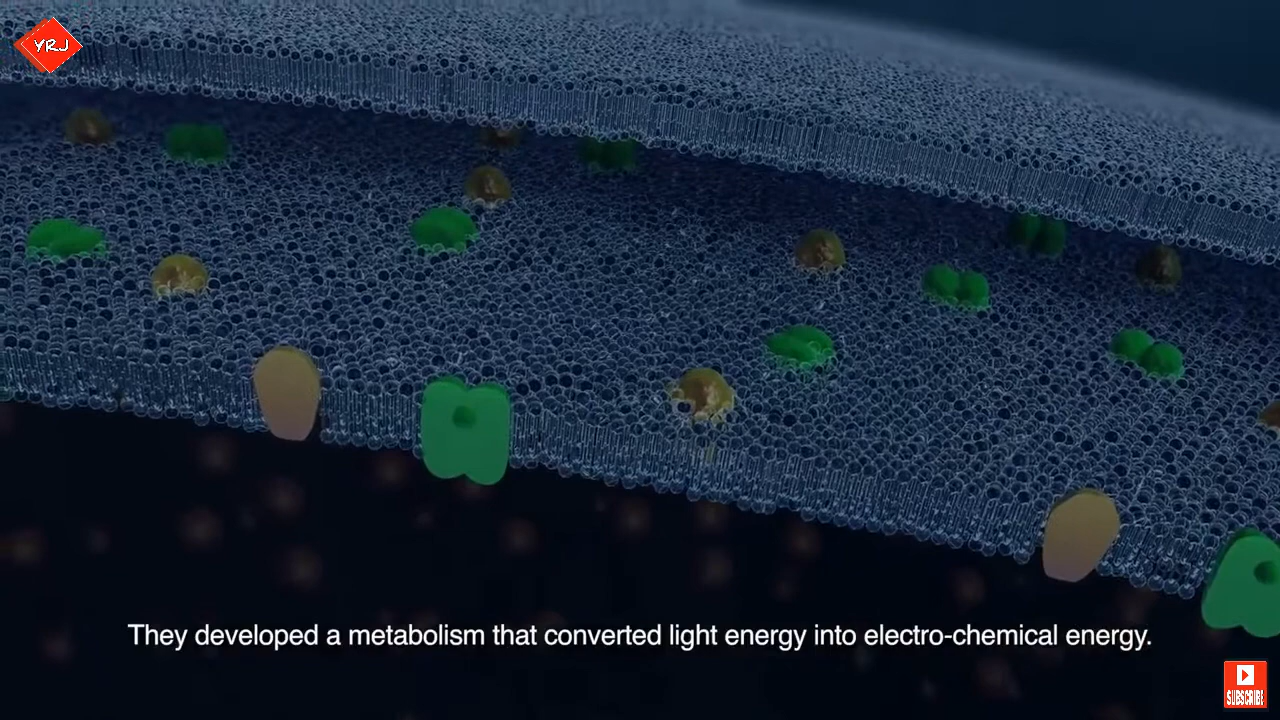 YRJ
They developed a metabolism that converted light energy into electro-chemical energy.
SUBSCRIBE